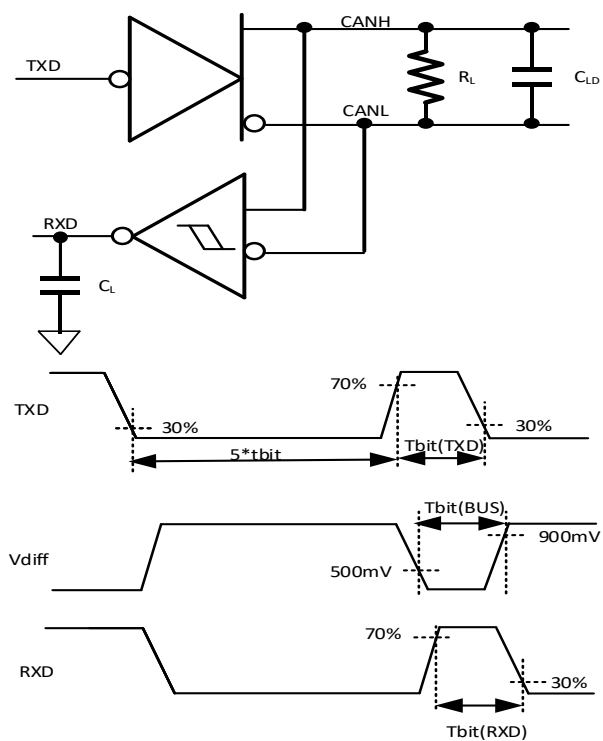 CANH
TXD
RL
CLD
CANL
RXD
CL
70%
TXD
30%
30%
5*tbit
Tbit(TXD)
Tbit(BUS)
Vdiff
900mV
500mV
70%
RXD
30%
Tbit(RXD)